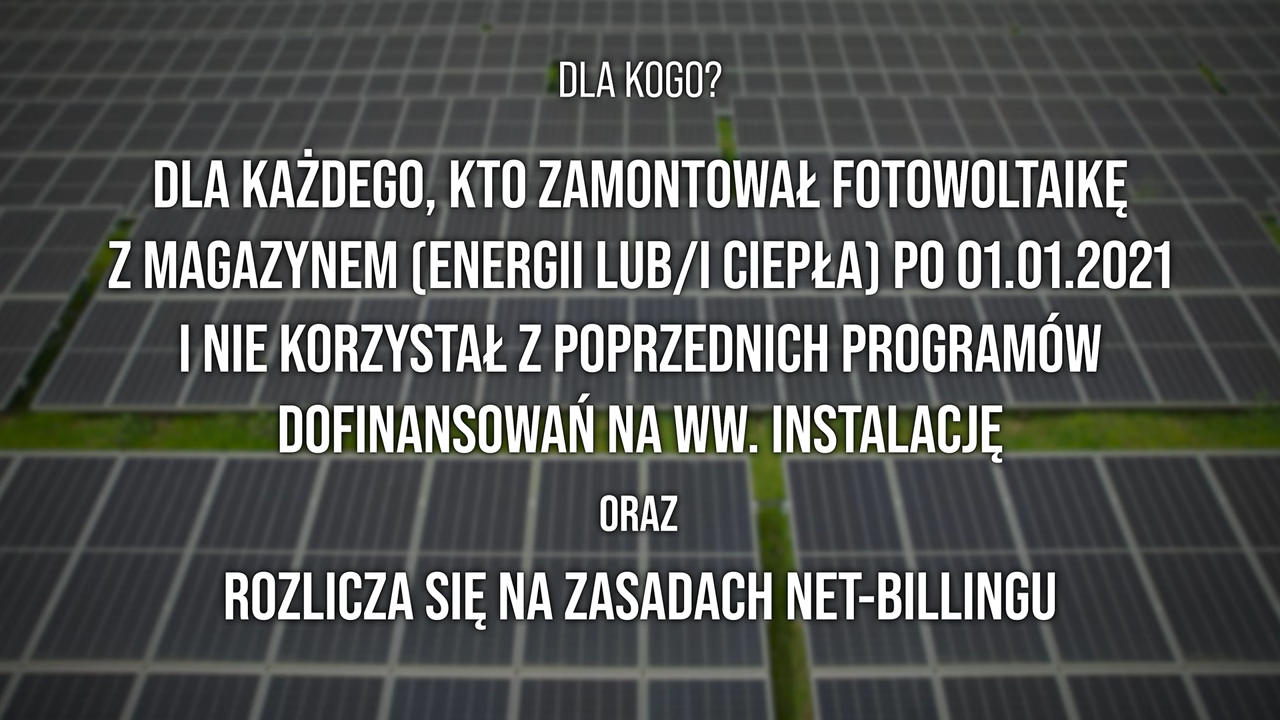 DLA KOGO?
DLA KAŻDEGO, KTO ZAMONTOWAŁ FOTOWOLTAIKĘ
Z MAGAZYNEM (ENERGII LUB/I CIEPŁA) PO 01.01.2021
I NIE KORZYSTAŁ Z POPRZEDNICH PROGRAMÓW
DOFINANSOWAŃ NA WW. INSTALACJĘ
ORAZ
ROZLICZA SIĘ NA ZASADACH NET-BILLINGU